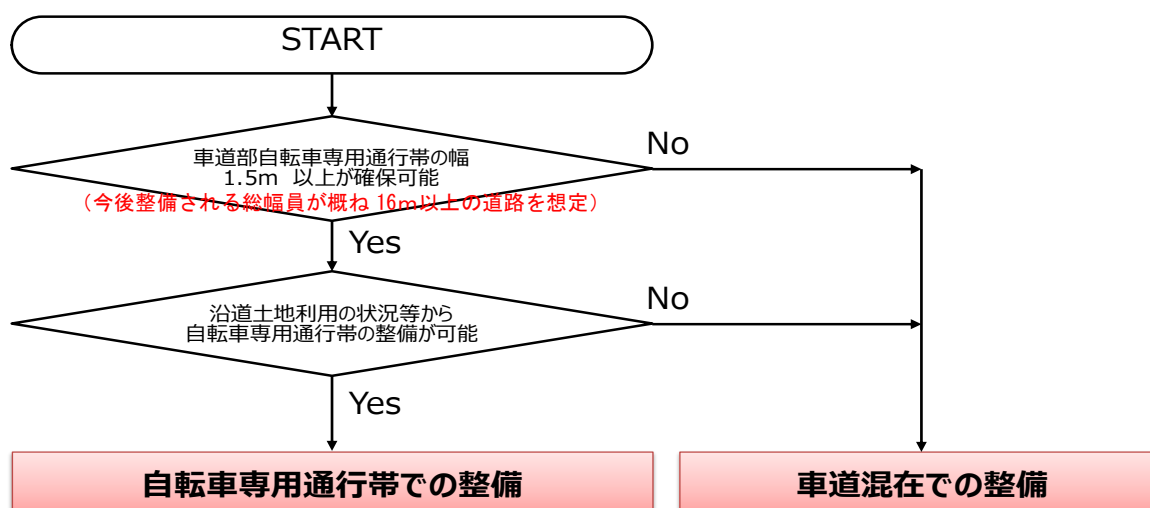 START
車道部自転車専用通行帯の幅
1.5m 以上が確保可能
（今後整備される総幅員が概ね 16m以上の道路を想定）
No
Yes
沿道土地利用の状況等から
自転車専用通行帯の整備が可能
No
Yes
自転車専用通行帯での整備
車道混在での整備